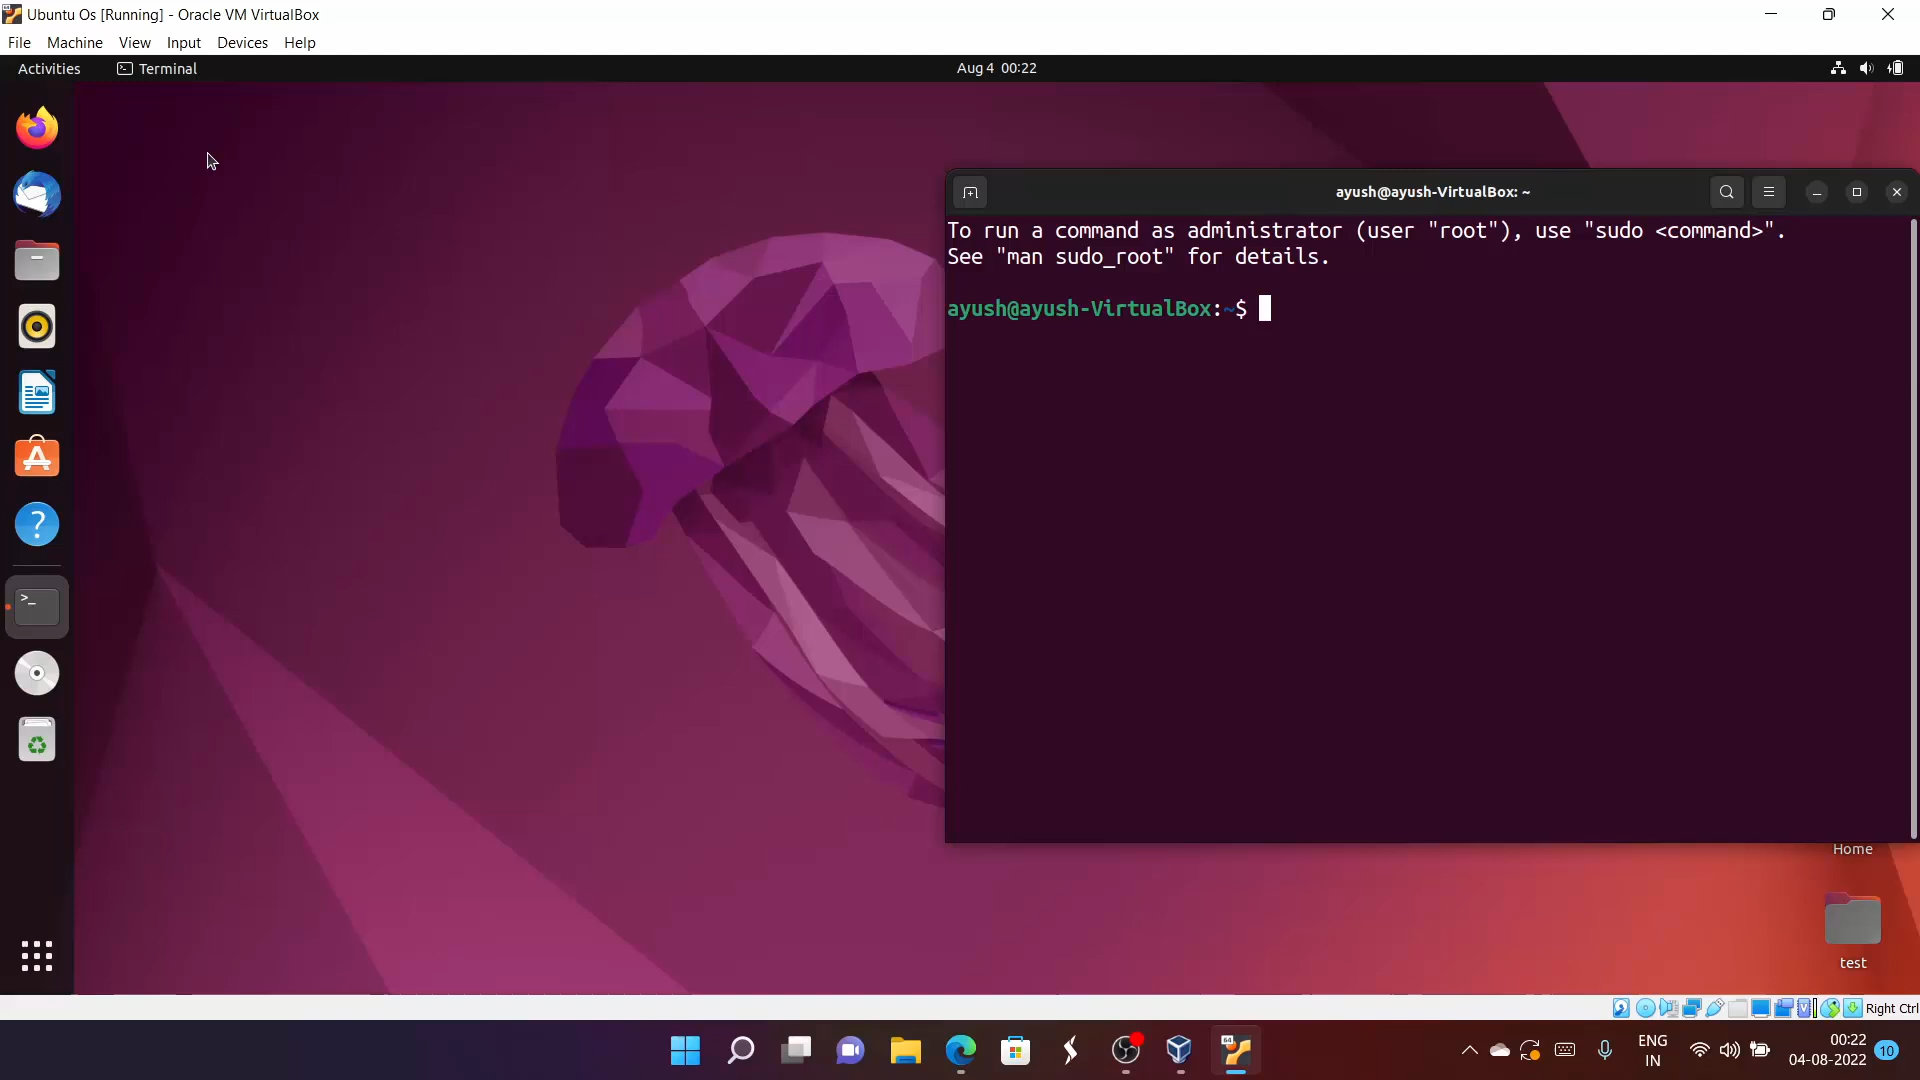 Ubuntu Os [Running] - Oracle VM VirtualBox
File Machine View Input Devices Help
Activities Terminal Aug 4 00:22
ayush@ayush-VirtualBox: ~
To run a command as administrator (user "root"), use "sudo <command>".
See "man sudo_root" for details.
ayush@ayush-VirtualBox:~$
Home
test
Right Ctrl
ENG
IN
00:22
04-08-2022
10
64